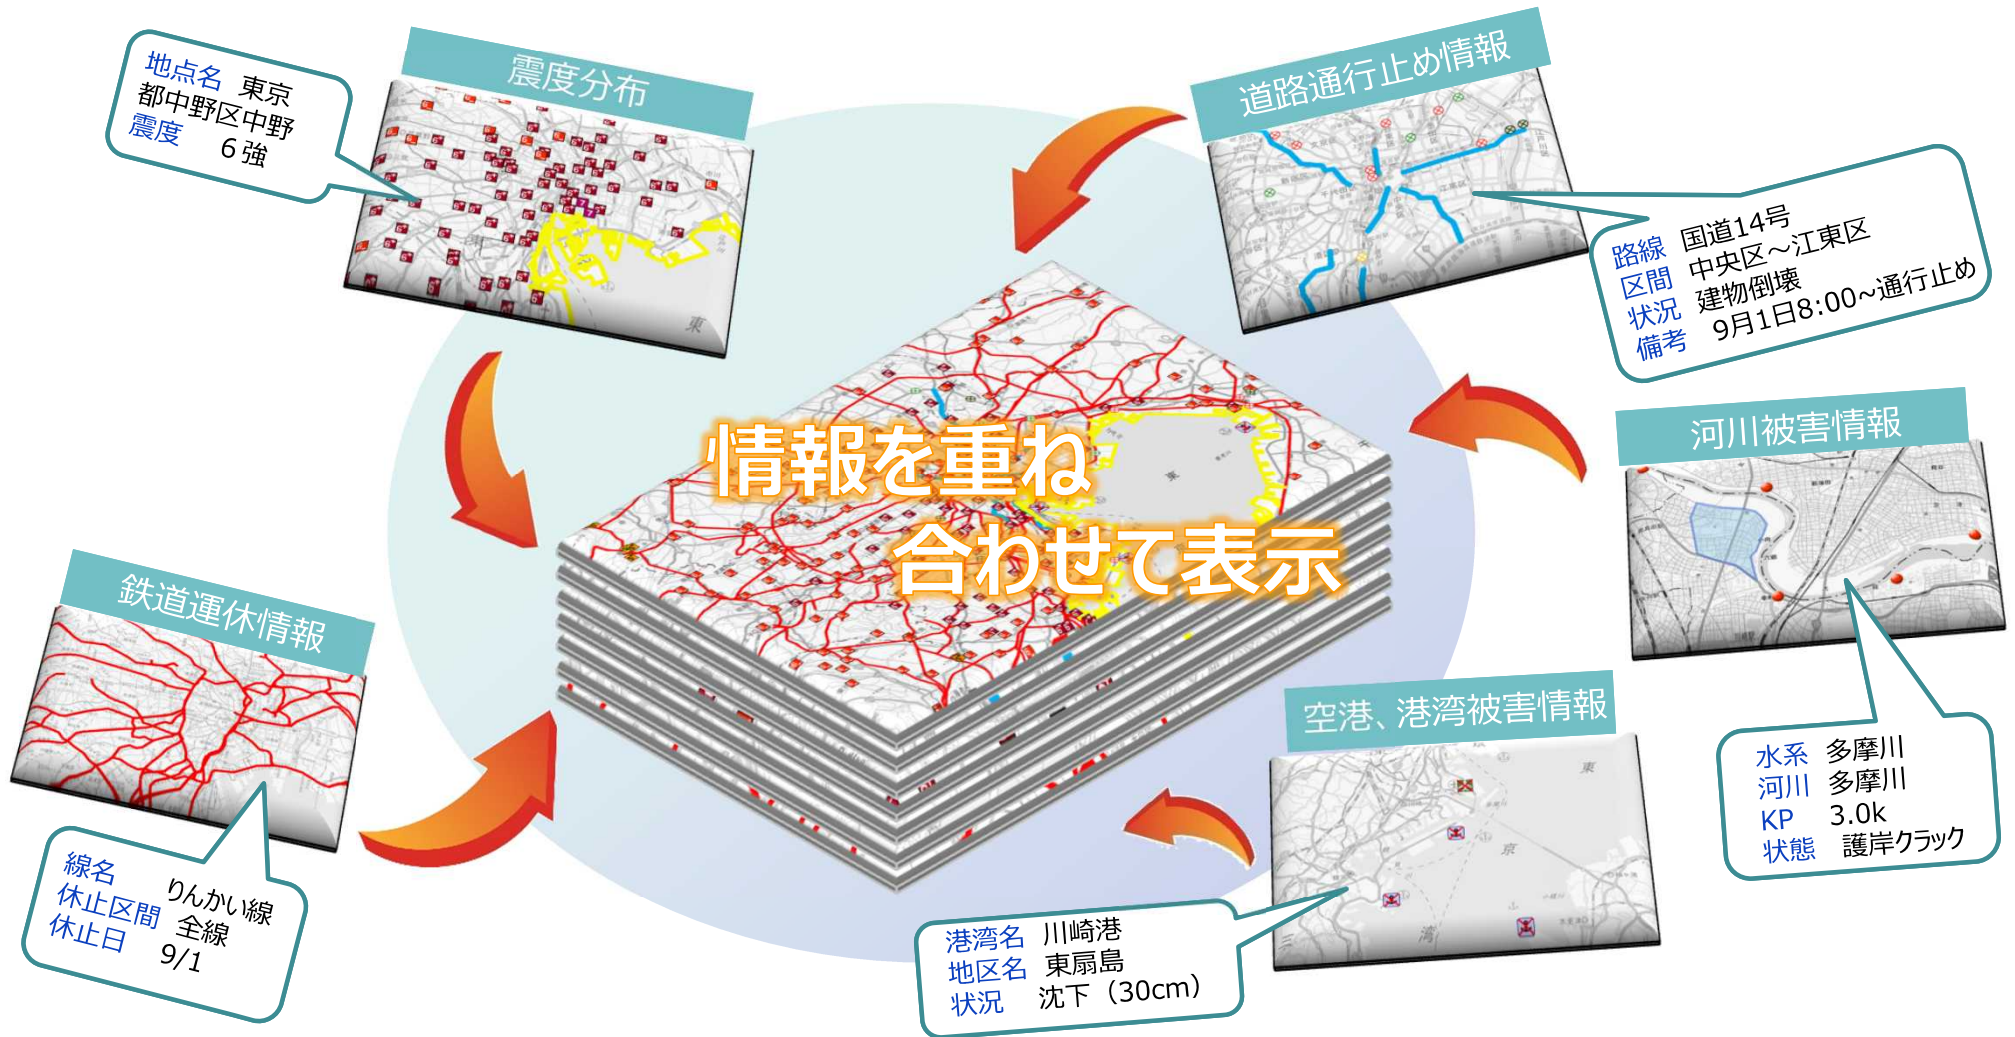 震度分布
地点名 東京
都中野区中野
震度 6強
道路通行止め情報
路線 国道14号
区間 中央区～江東区
状況 建物倒壊
備考 9月1日8:00~通行止め
情報を重ね
合わせて表示
河川被害情報
水系 多摩川
河川 多摩川
KP 3.0k
状態 護岸クラック
鉄道運休情報
線名 りんかい線
休止区間 全線
休止日 9/1
空港、港湾被害情報
港湾名 川崎港
地区名 東扇島
状況 沈下（30cm）
東
東
東
京
湾